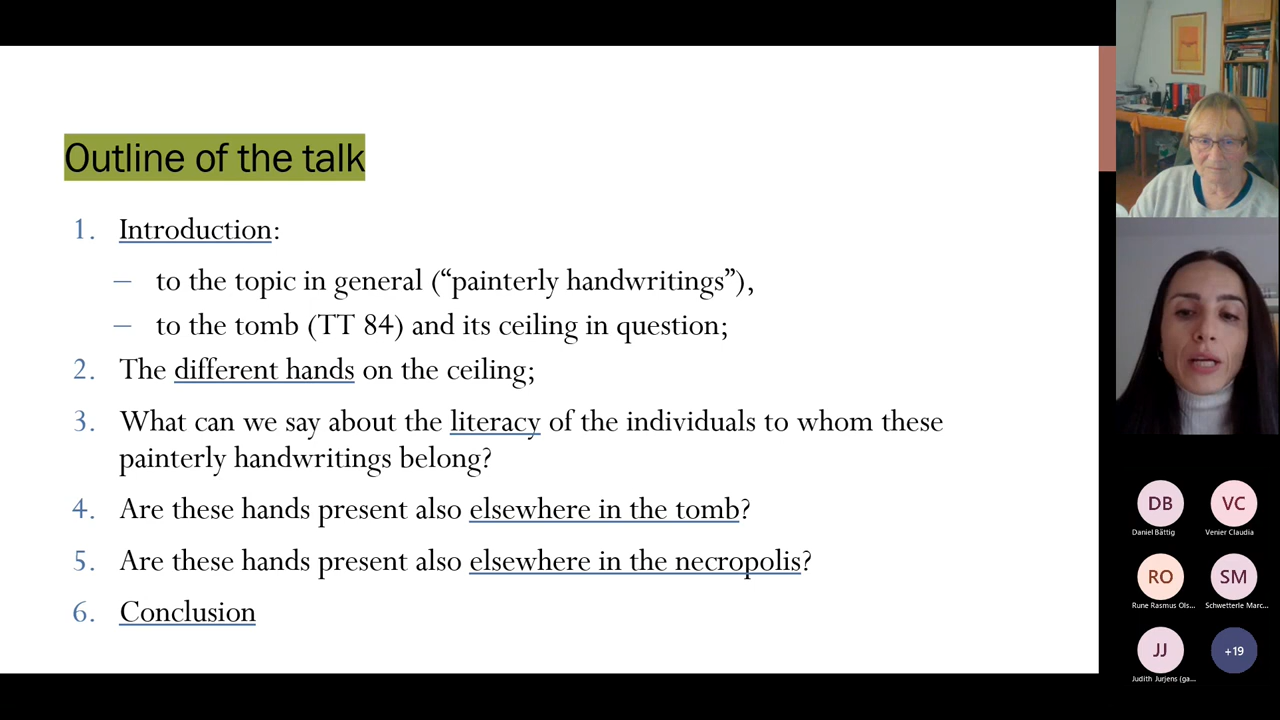 Outline of the talk
1. Introduction:
– to the topic in general (“painterly handwritings”),
– to the tomb (TT 84) and its ceiling in question;
2. The different hands on the ceiling;
3. What can we say about the literacy of the individuals to whom these
painterly handwritings belong?
4. Are these hands present also elsewhere in the tomb?
5. Are these hands present also elsewhere in the necropolis?
6. Conclusion
DB VC
Daniel Bättig Venier Claudia
RO SM
Rune Rasmus Ols... Schwetterle Marc...
JJ +19
Judith Jurjens (ga...